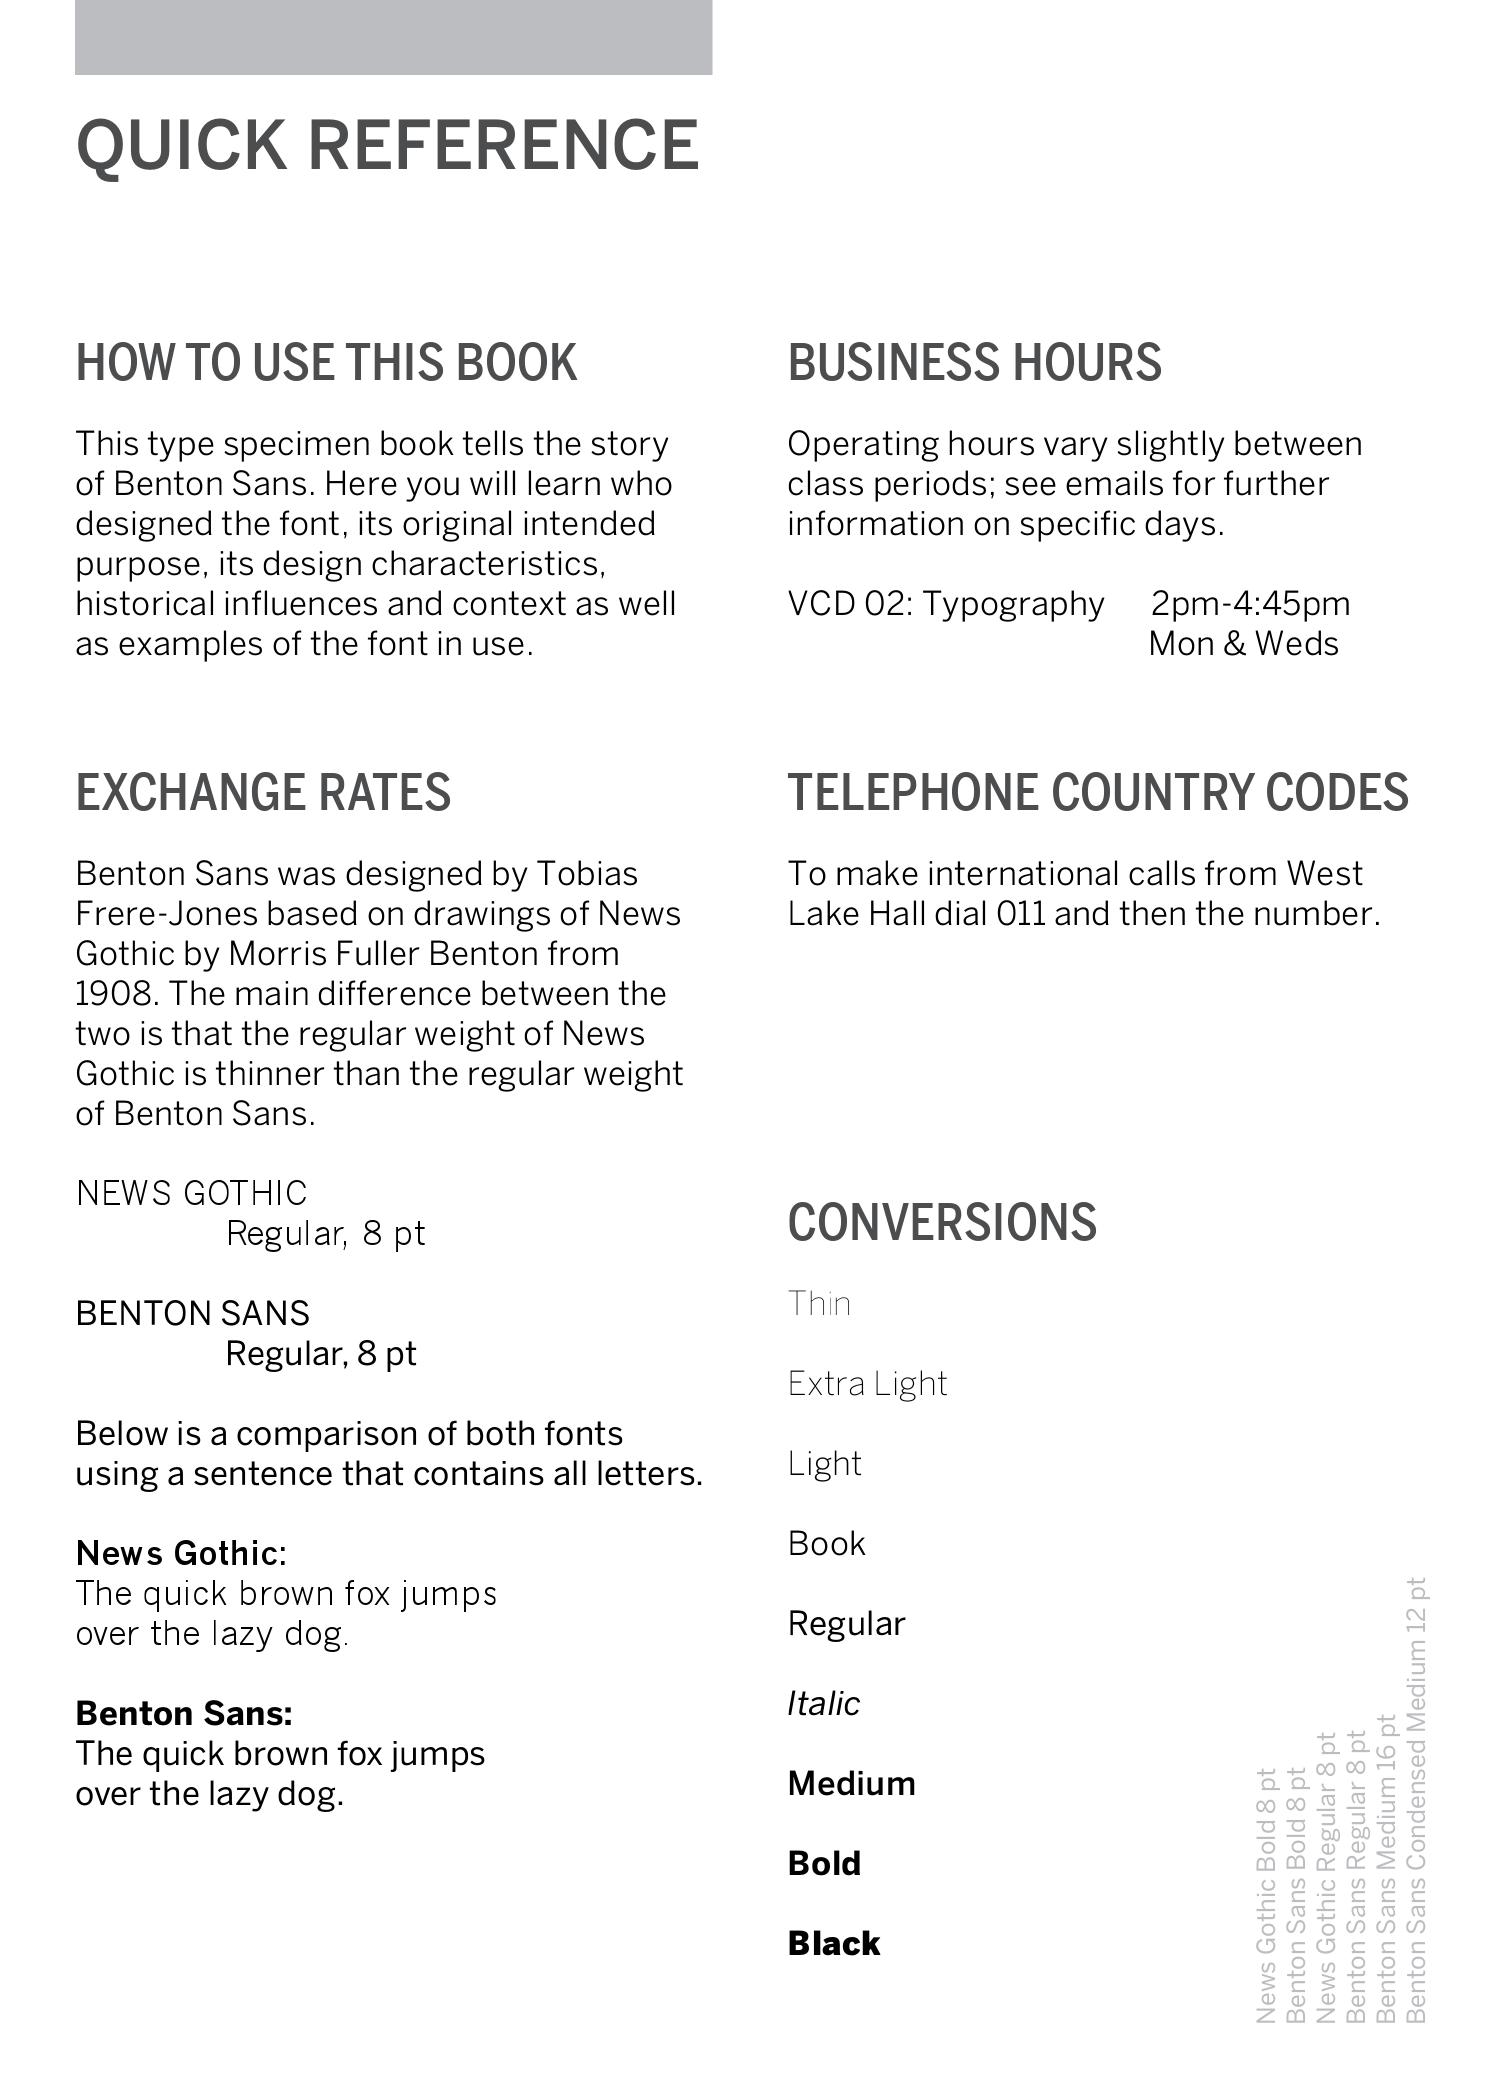 QUICK REFERENCE
HOW TO USE THIS BOOK
This type specimen book tells the story
of Benton Sans. Here you will learn who
designed the font, its original intended
purpose, its design characteristics,
historical influences and context as well
as examples of the font in use.
EXCHANGE RATES
Benton Sans was designed by Tobias
Frere-Jones based on drawings of News
Gothic by Morris Fuller Benton from
1908. The main difference between the
two is that the regular weight of News
Gothic is thinner than the regular weight
of Benton Sans.
NEWS GOTHIC
Regular, 8 pt
BENTON SANS
Regular, 8 pt
Below is a comparison of both fonts
using a sentence that contains all letters.
News Gothic:
The quick brown fox jumps
over the lazy dog.
Benton Sans:
The quick brown fox jumps
over the lazy dog.
BUSINESS HOURS
Operating hours vary slightly between
class periods; see emails for further
information on specific days.
VCD 02: Typography 2pm-4:45pm
Mon & Weds
TELEPHONE COUNTRY CODES
To make international calls from West
Lake Hall dial 011 and then the number.
CONVERSIONS
Thin
Extra Light
Light
Book
Regular
Italic
Medium
Bold
Black
News Gothic Bold 8 pt
Benton Sans Bold 8 pt
News Gothic Regular 8 pt
Benton Sans Regular 8 pt
Benton Sans Medium 16 pt
Benton Sans Condensed Medium 12 pt